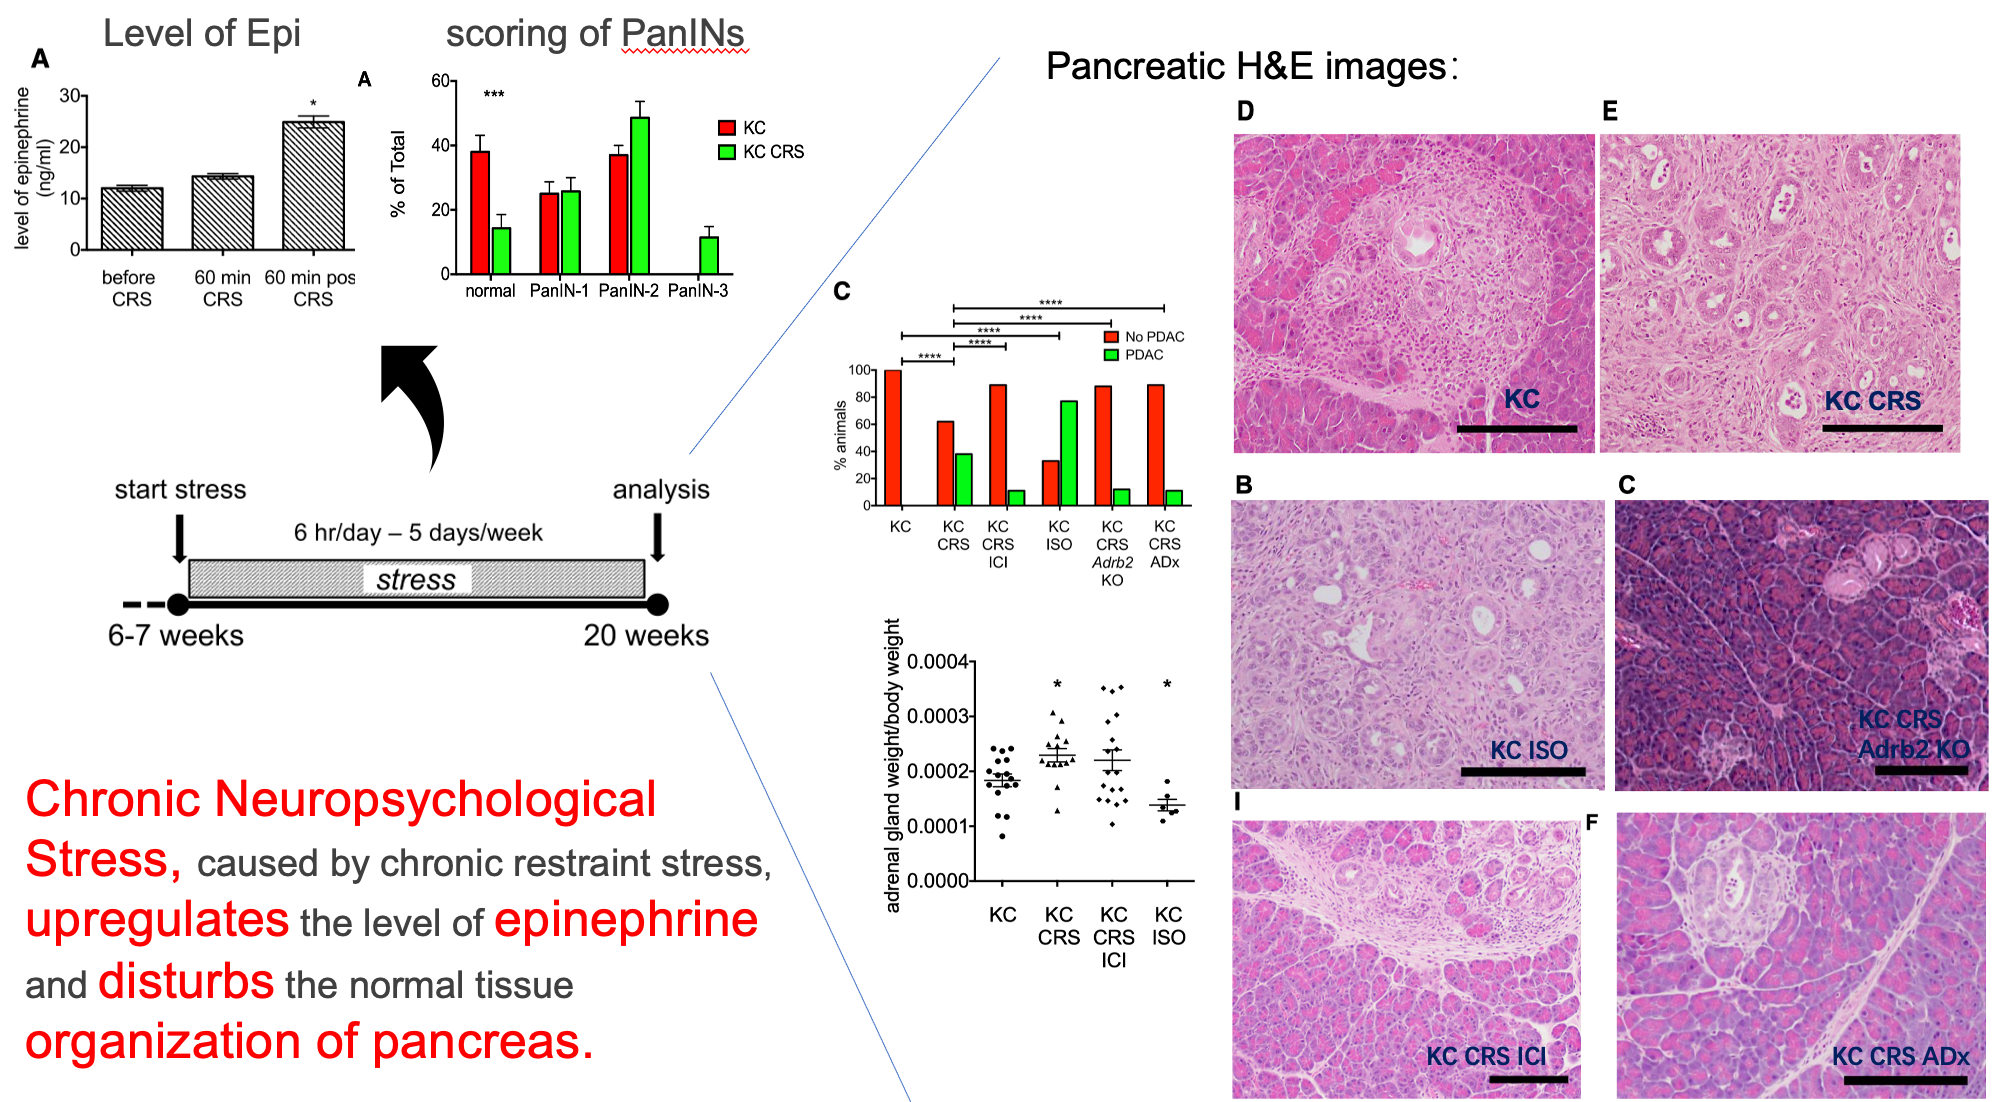 Level of Epi
scoring of PanINs
A
level of epinephrine
(ng/ml)
30
20
10
0
*
before
CRS
60 min
CRS
60 min pos
CRS
A
% of Total
60
40
20
0
***
KC
KC CRS
normal
PanIN-1
PanIN-2
PanIN-3
start stress
analysis
6 hr/day – 5 days/week
stress
6-7 weeks
20 weeks
Chronic Neuropsychological
Stress, caused by chronic restraint stress,
upregulates the level of epinephrine
and disturbs the normal tissue
organization of pancreas.
C
****
****
****
****
****
No PDAC
PDAC
% animals
100
80
60
40
20
0
KC
KC
CRS
KC
CRS
ICI
KC
ISO
KC
CRS
Adrb2
KO
KC
CRS
ADx
adrenal gland weight/body weight
0.0004
0.0003
0.0002
0.0001
0.0000
*
*
KC
KC
CRS
KC
CRS
ICI
KC
ISO
Pancreatic H&E images：
D
KC
E
KC CRS
B
KC ISO
C
KC CRS
Adrb2 KO
I
KC CRS ICI
F
KC CRS ADx